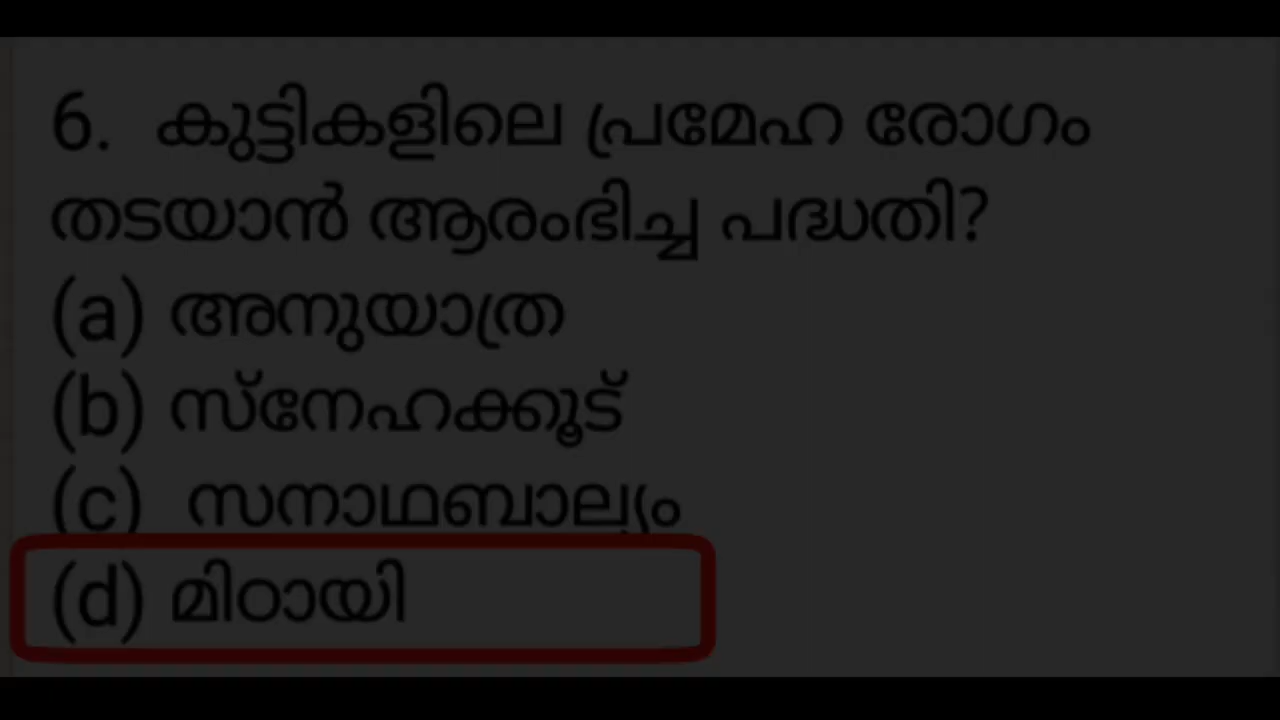 6. കുട്ടികളിലെ പ്രമേഹ രോഗം
തടയാൻ ആരംഭിച്ച പദ്ധതി?
(a) അനുയാത്ര
(b) സ്നേഹക്കൂട്
(c) സനാഥബാല്യം
(d) മിഠായി